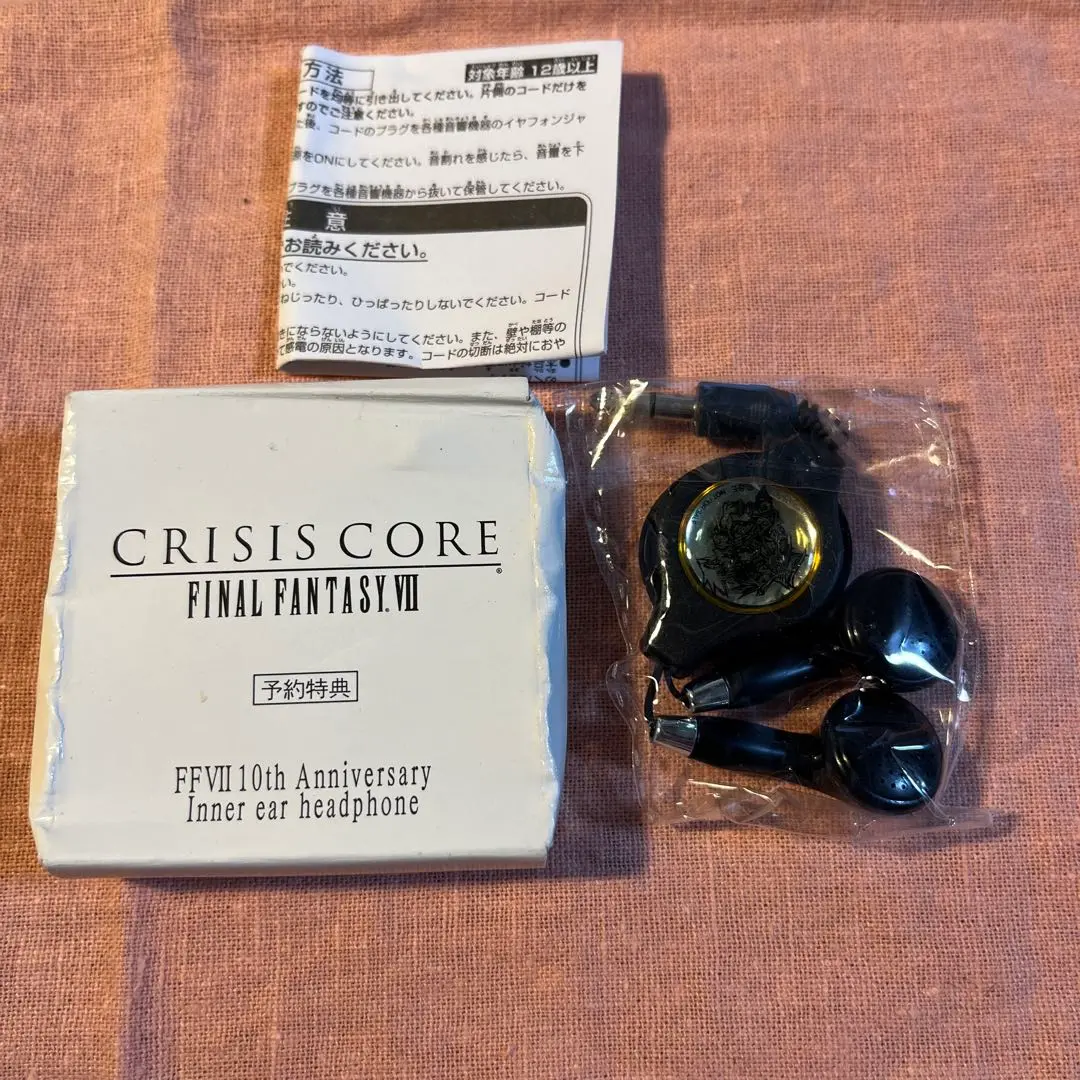 方法
対象年齢 12歳以上
ードを均等に引き出してください。片側のコードだけを
すのでご注意ください。
た後、コードのプラグを各種音響機器のイヤフォンジャ
をONにしてください。音割れを感じたら、音量を下
プラグを各種音響機器から抜いて保管してください。
意
お読みください。
でください。
い。
ねじったり、ひっぱったりしないでください。コード
きにならないようにしてください。また、壁や棚等の
て感電の原因となります。コードの切断は絶対におや
CRISIS CORE
FINAL FANTASY® VII
予約特典
FFVII 10th Anniversary
Inner ear headphone